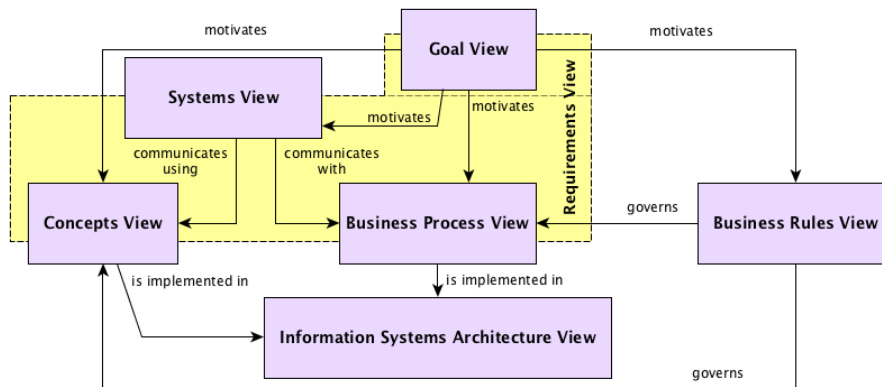 motivates
Goal View
motivates
Systems View
motivates
motivates
Requirements View
communicates
using
communicates
with
Concepts View
Business Process View
governs
Business Rules View
is implemented in
is implemented in
Information Systems Architecture View
governs